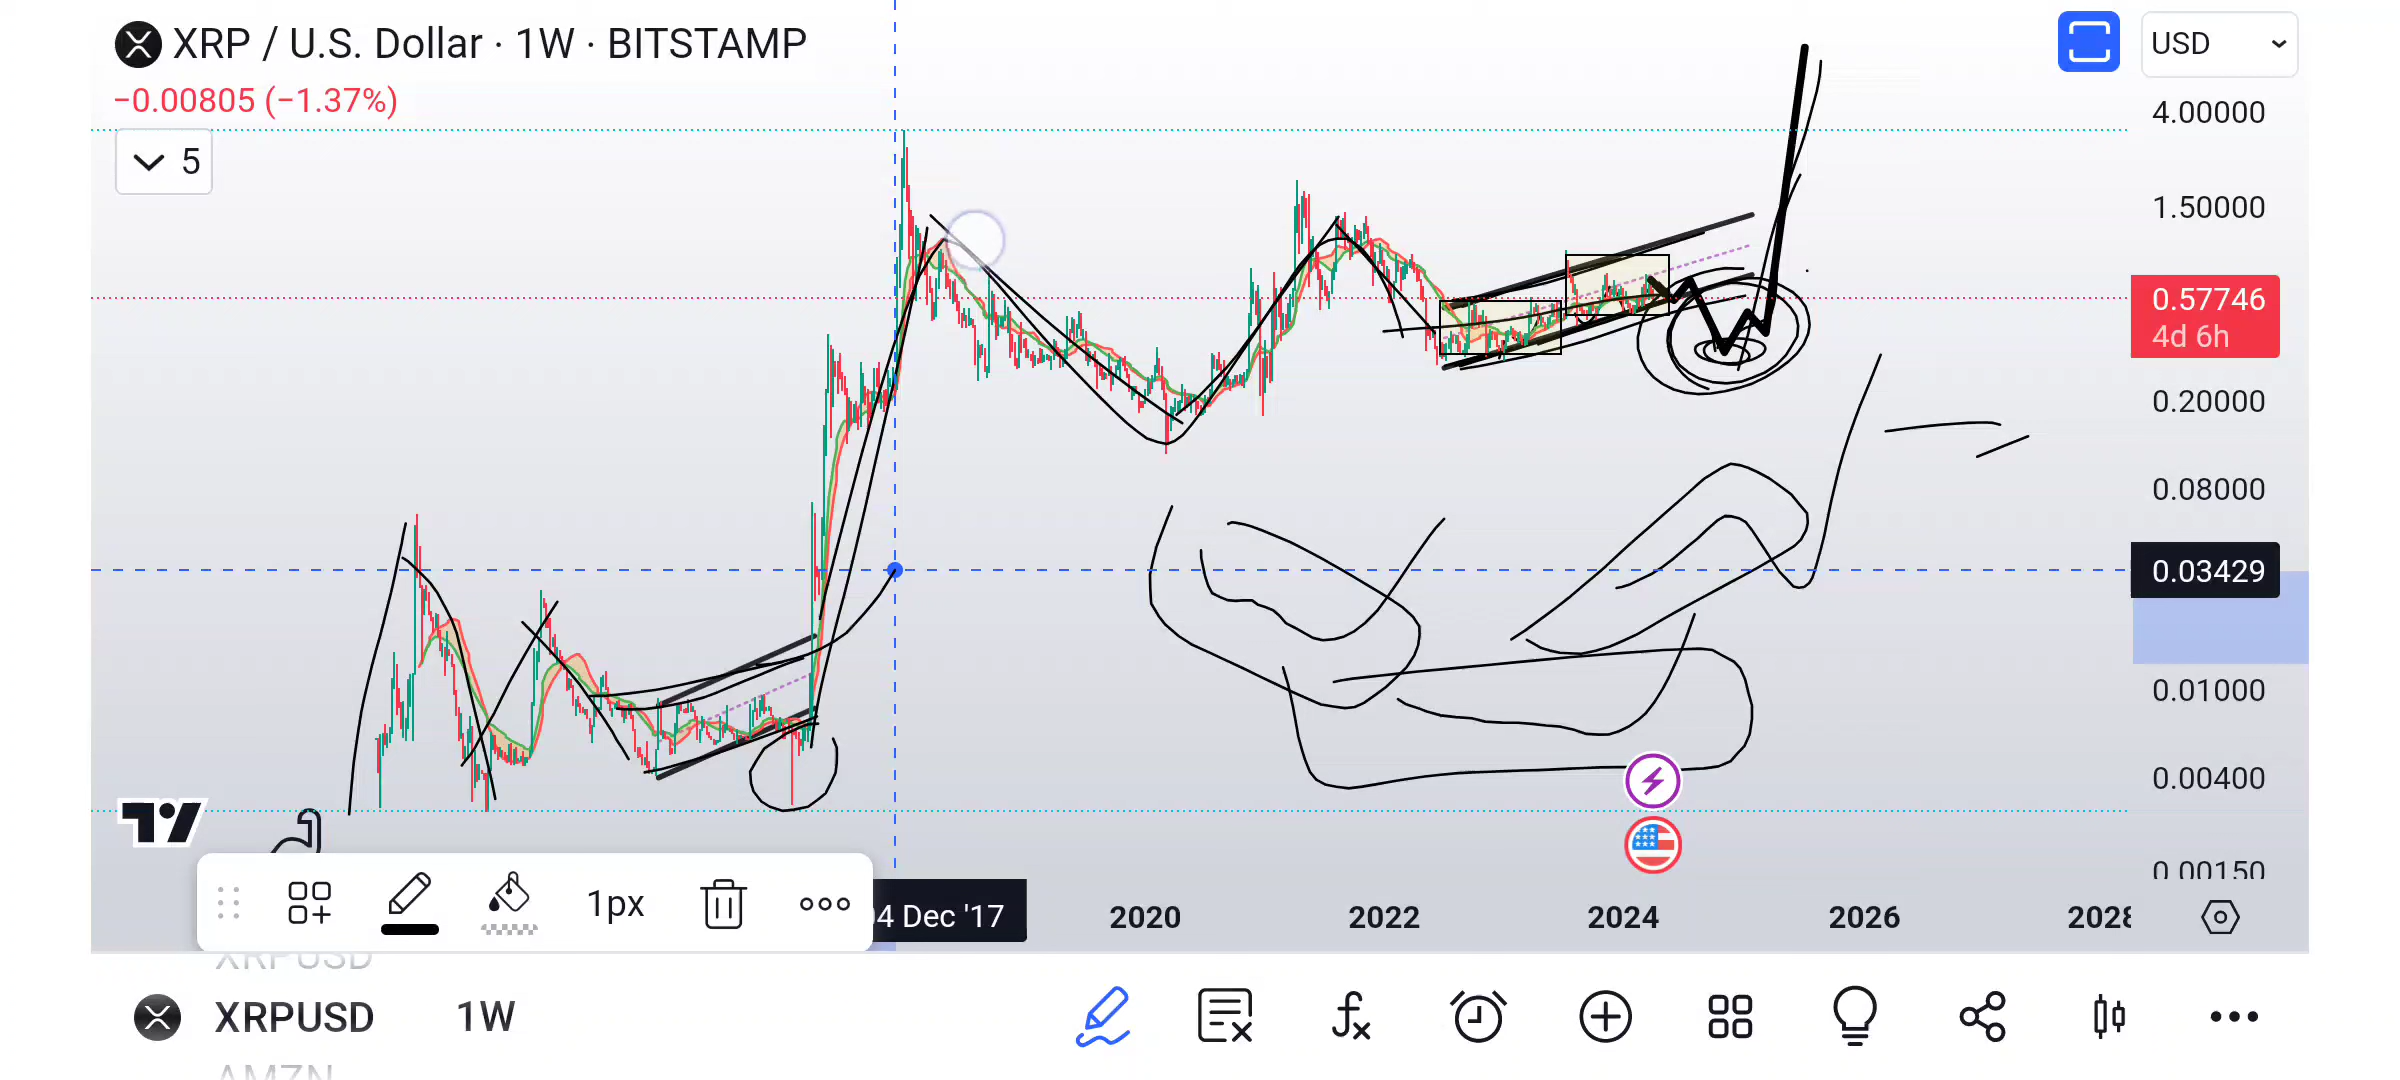 XRP / U.S. Dollar · 1W · BITSTAMP
USD
−0.00805 (−1.37%)
4.00000
5
1.50000
0.57746
4d 6h
0.20000
0.08000
0.03429
0.01000
0.00400
0.00150
1px
4 Dec '17
2020
2022
2024
2026
2028
XRPUSD
XRPUSD
1W
AMZN